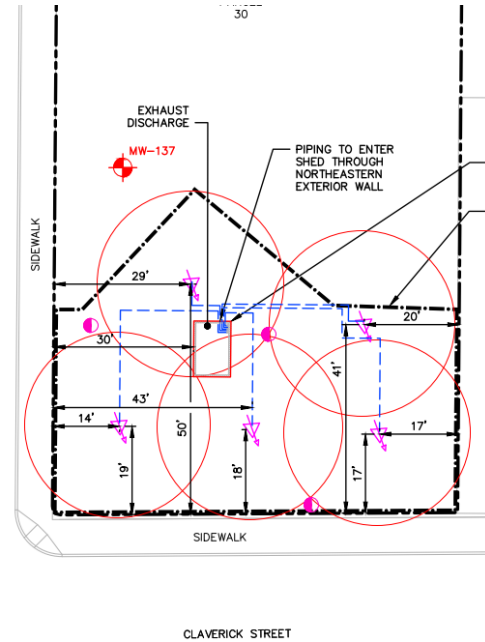 30
EXHAUST
DISCHARGE
MW-137
PIPING TO ENTER
SHED THROUGH
NORTHEASTERN
EXTERIOR WALL
SIDEWALK
29'
20'
30'
41'
43'
14'
50'
17'
19'
18'
17'
SIDEWALK
CLAVERICK STREET